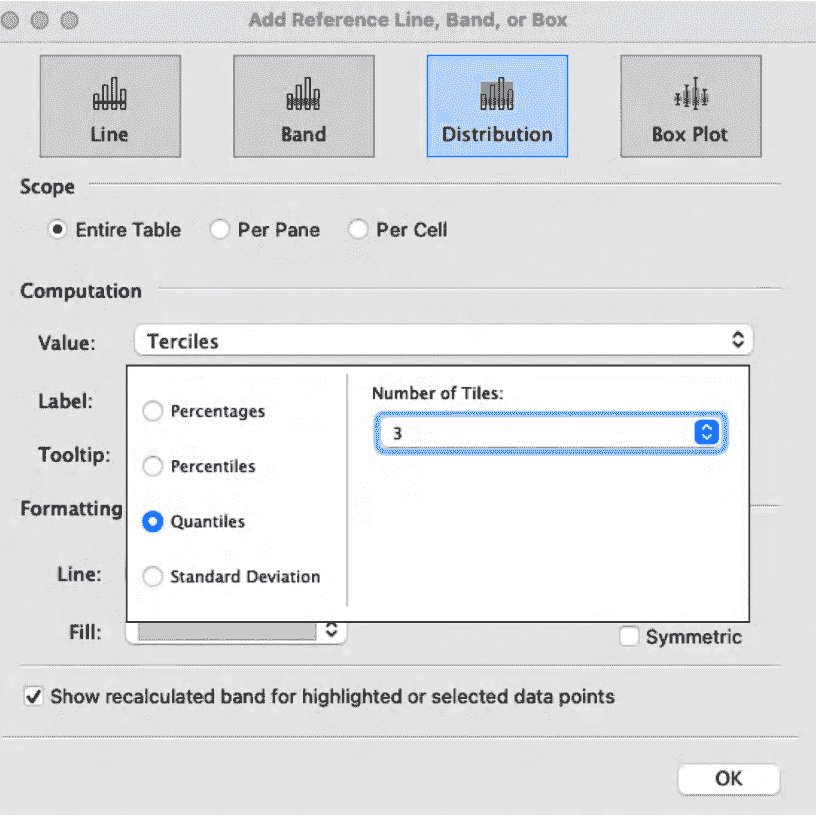 Add Reference Line, Band, or Box
Line Band Distribution Box Plot
Scope
Entire Table Per Pane Per Cell
Computation
Value: Terciles
Label:
Tooltip:
Formatting
Line:
Fill:
Number of Tiles:
3
Percentages
Percentiles
Quantiles
Standard Deviation
Symmetric
Show recalculated band for highlighted or selected data points
OK